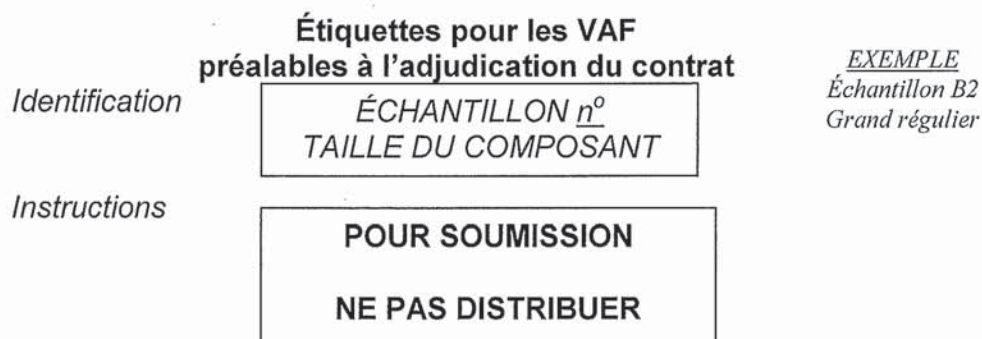 Étiquettes pour les VAF
préalables à l'adjudication du contrat
Identification
ÉCHANTILLON nº
TAILLE DU COMPOSANT
EXEMPLE
Échantillon B2
Grand régulier
Instructions
POUR SOUMISSION
NE PAS DISTRIBUER